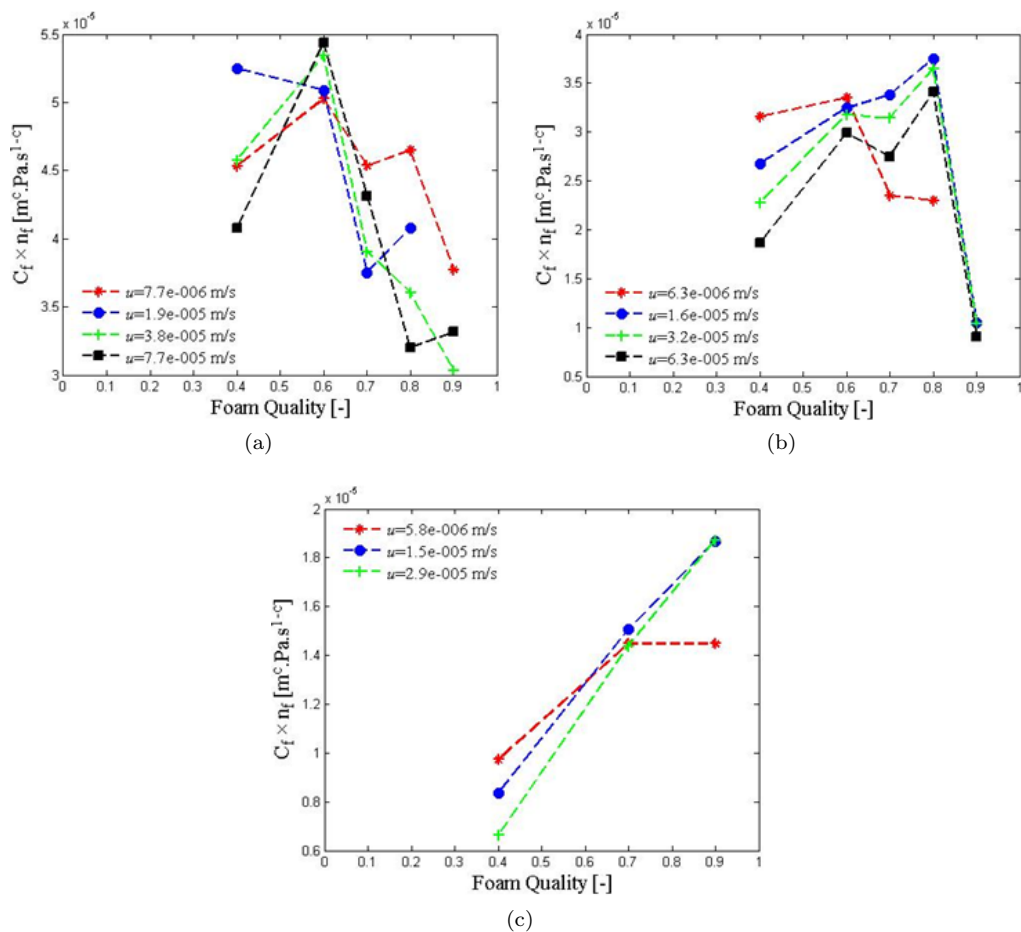 × 10⁻⁵
5.5
5
4.5
4
3.5
3
C_f × n_f [m^c.Pa.s^1-c]
u=7.7e-006 m/s
u=1.9e-005 m/s
u=3.8e-005 m/s
u=7.7e-005 m/s
0 0.1 0.2 0.3 0.4 0.5 0.6 0.7 0.8 0.9 1
Foam Quality [-]
(a)
× 10⁻⁵
4
3.5
3
2.5
2
1.5
1
0.5
C_f × n_f [m^c.Pa.s^1-c]
u=6.3e-006 m/s
u=1.6e-005 m/s
u=3.2e-005 m/s
u=6.3e-005 m/s
0 0.1 0.2 0.3 0.4 0.5 0.6 0.7 0.8 0.9 1
Foam Quality [-]
(b)
× 10⁻⁵
2
1.8
1.6
1.4
1.2
1
0.8
0.6
C_f × n_f [m^c.Pa.s^1-c]
u=5.8e-006 m/s
u=1.5e-005 m/s
u=2.9e-005 m/s
0 0.1 0.2 0.3 0.4 0.5 0.6 0.7 0.8 0.9 1
Foam Quality [-]
(c)